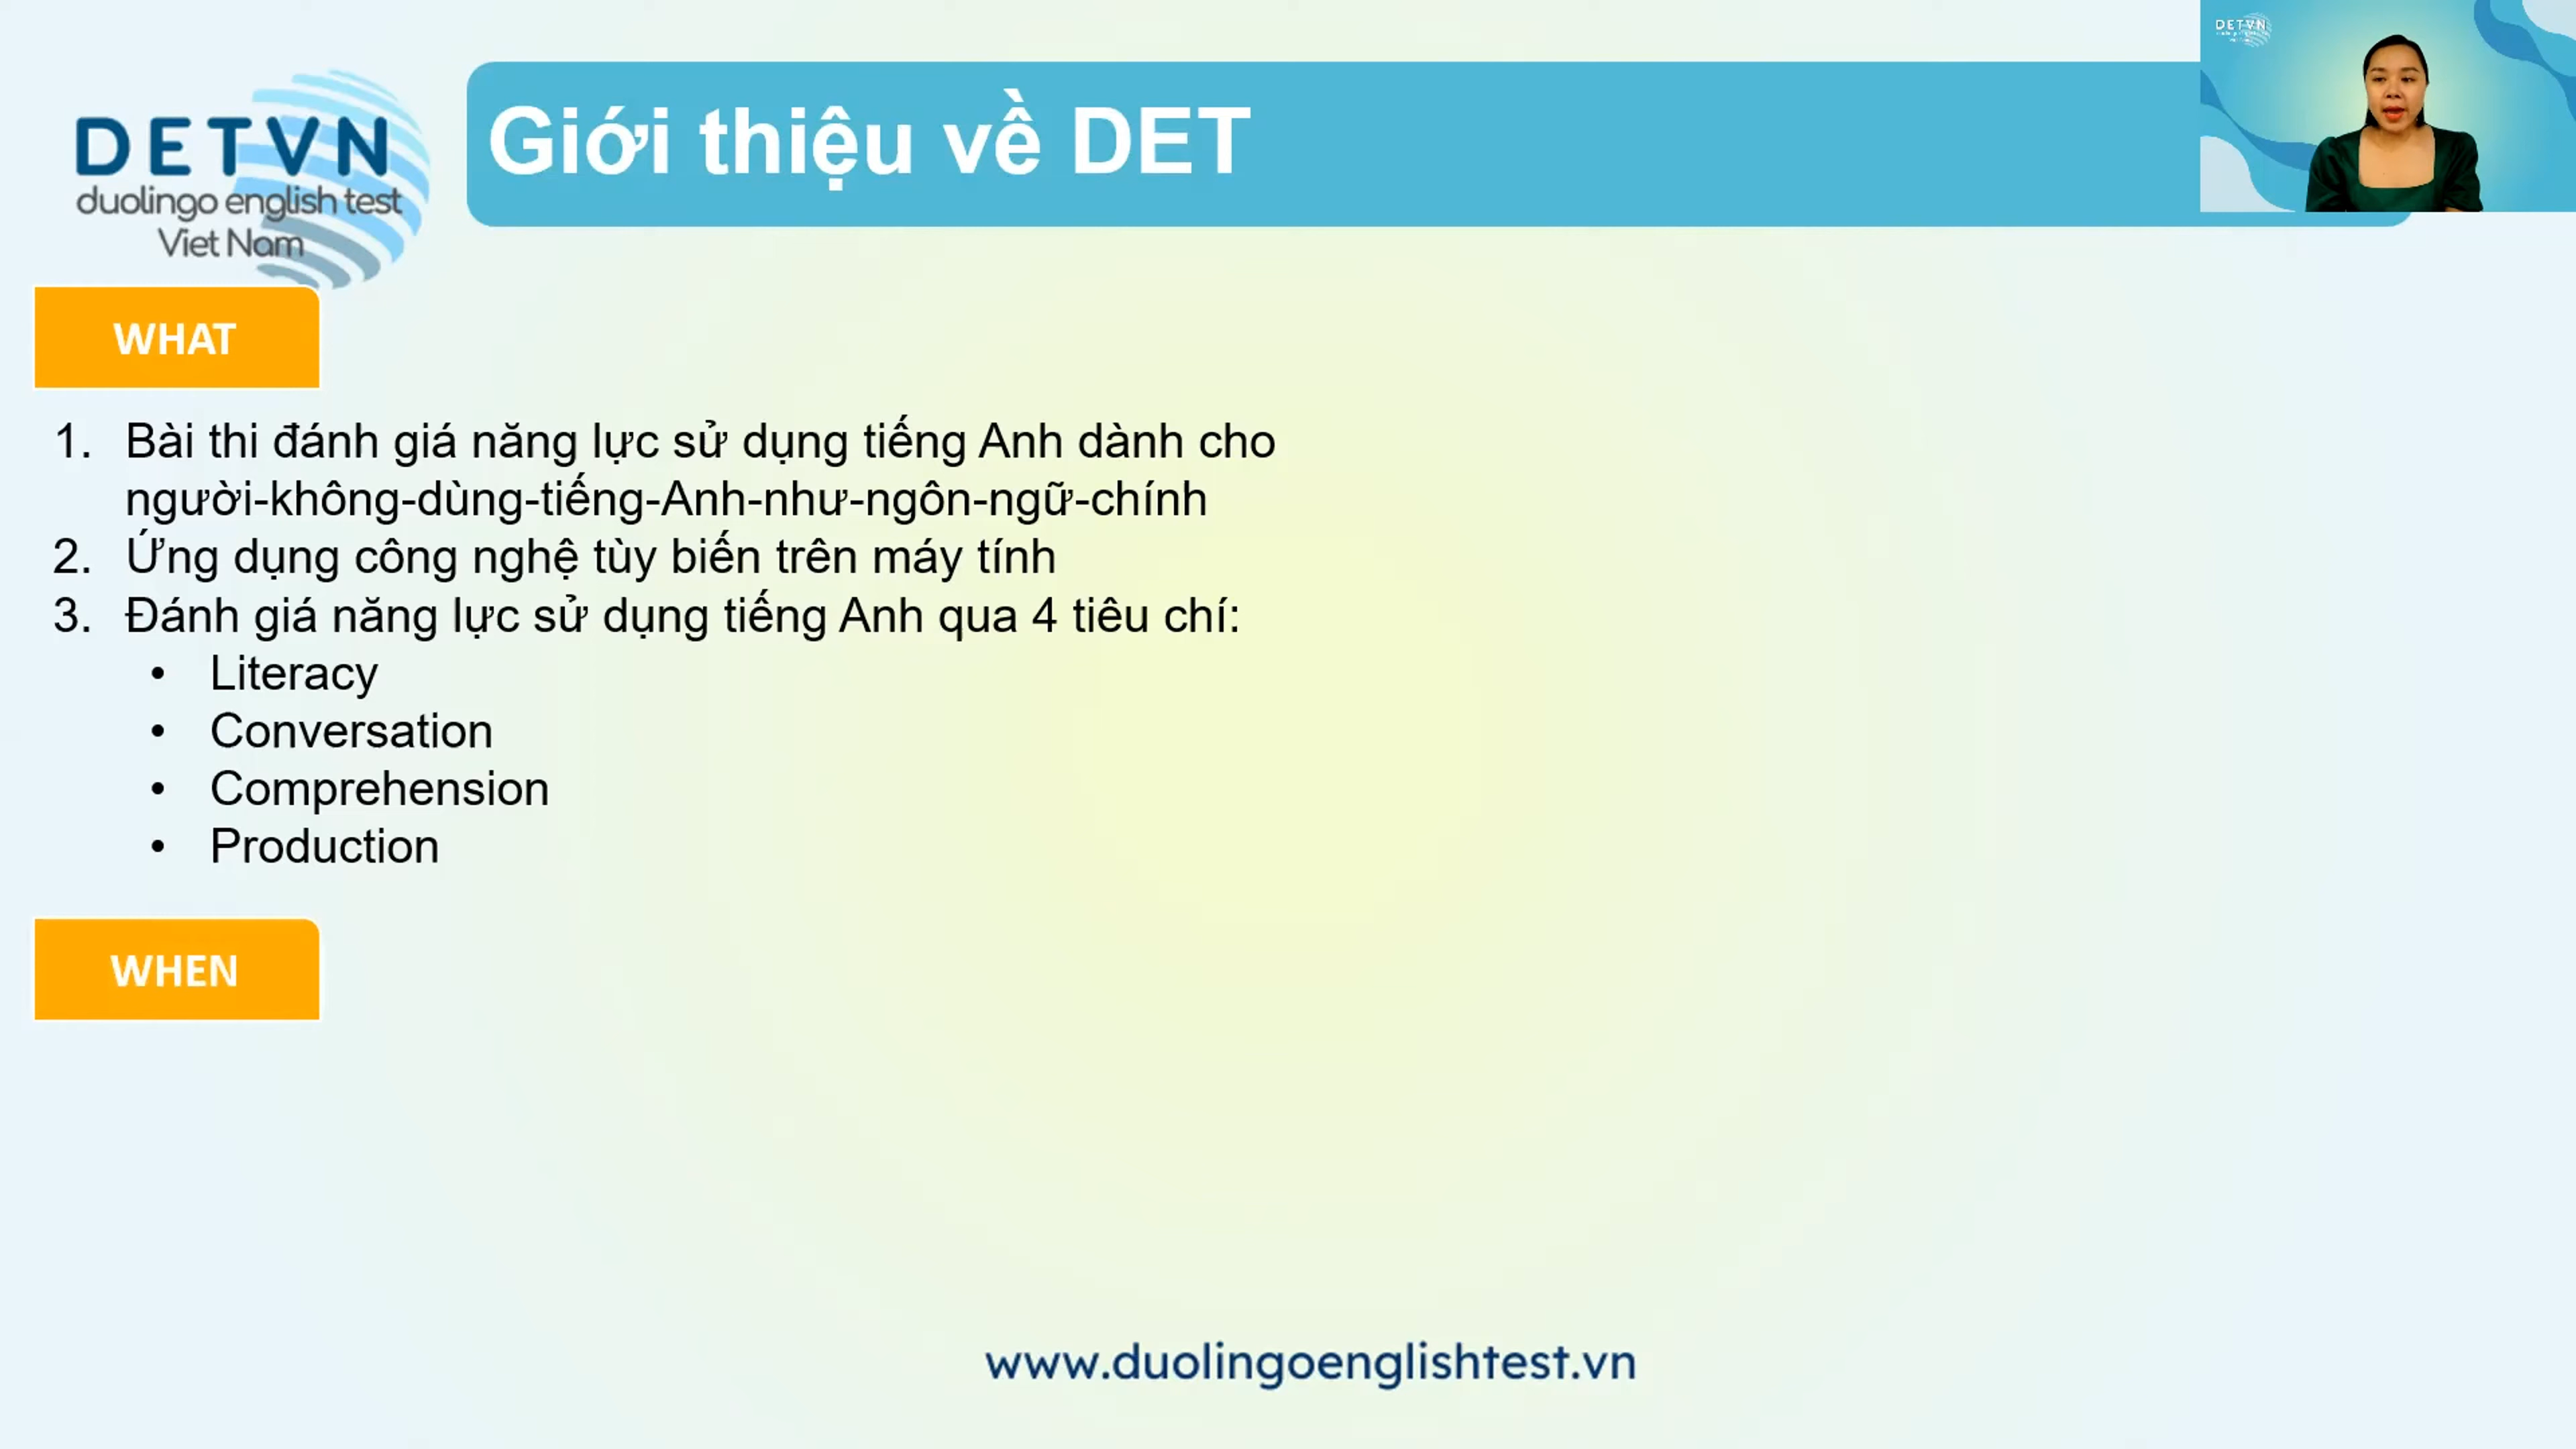 DETVN
duolingo english test
Viet Nam
Giới thiệu về DET
DETVN
WHAT
1. Bài thi đánh giá năng lực sử dụng tiếng Anh dành cho
người-không-dùng-tiếng-Anh-như-ngôn-ngữ-chính
2. Ứng dụng công nghệ tùy biến trên máy tính
3. Đánh giá năng lực sử dụng tiếng Anh qua 4 tiêu chí:
• Literacy
• Conversation
• Comprehension
• Production
WHEN
www.duolingoenglishtest.vn